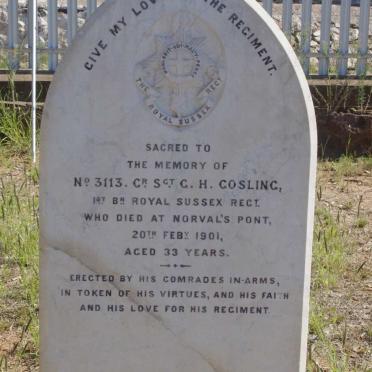 GIVE MY LOVE TO THE REGIMENT.
THE ROYAL SUSSEX REGT
SACRED TO
THE MEMORY OF
No 3113. Cr SGT G. H. GOSLING,
1st Bn ROYAL SUSSEX REGT.
WHO DIED AT NORVAL'S PONT,
20TH FEBY 1901,
AGED 33 YEARS.
ERECTED BY HIS COMRADES IN-ARMS,
IN TOKEN OF HIS VIRTUES, AND HIS FAITH
AND HIS LOVE FOR HIS REGIMENT.